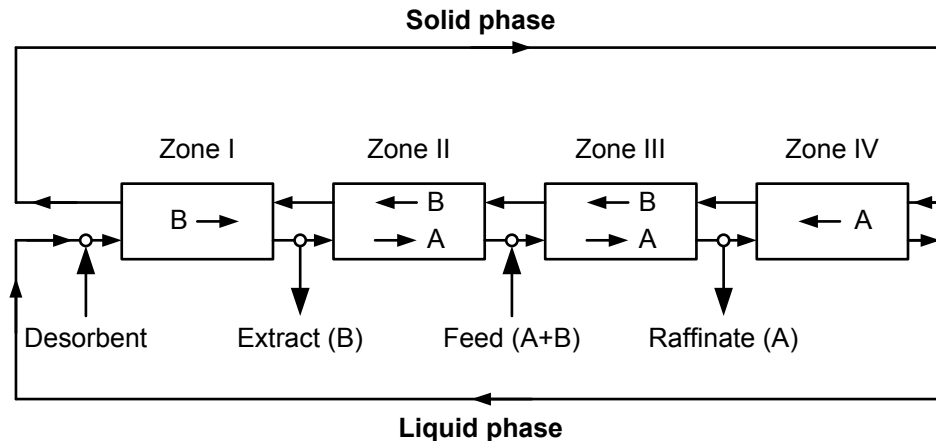 Solid phase
Zone I Zone II Zone III Zone IV
B B B A
A A
Desorbent Extract (B) Feed (A+B) Raffinate (A)
Liquid phase